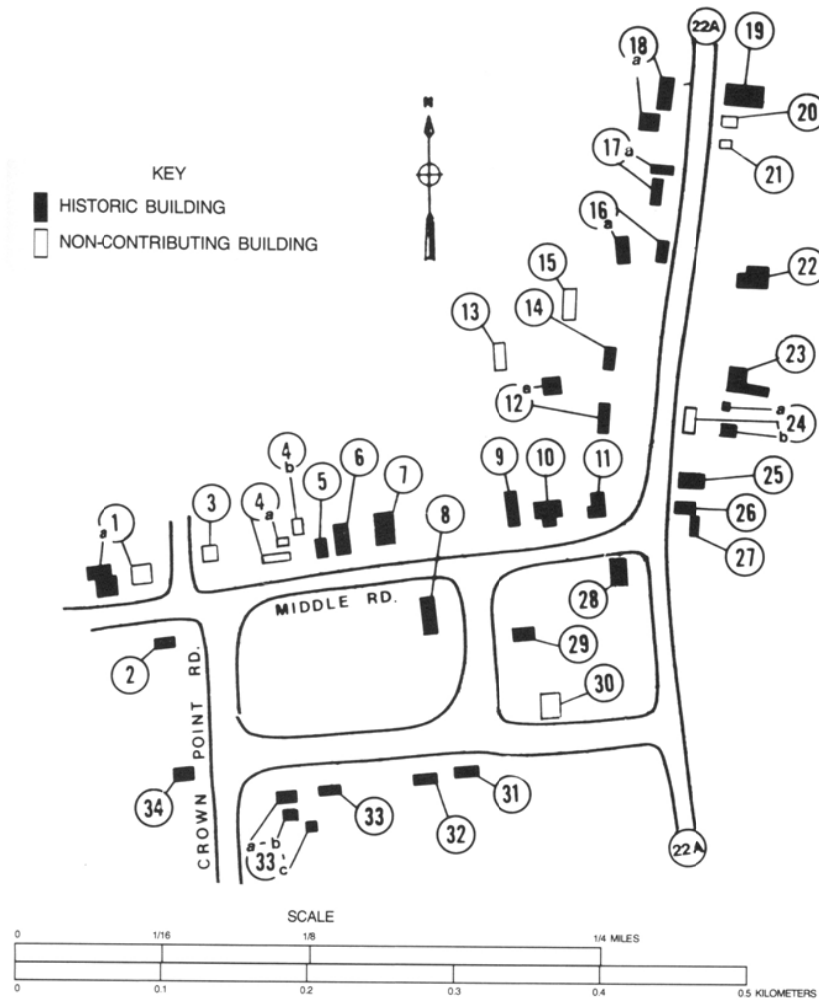 22A
18
a
19
20
N
17
a
21
KEY
HISTORIC BUILDING
NON-CONTRIBUTING BUILDING
16
a
15
22
13
14
23
a
12
a
24
b
4
b
9
10
11
25
3
4
a
5
6
7
8
26
1
a
27
MIDDLE RD.
28
29
2
30
CROWN POINT RD.
34
33
32
31
a - b
33
c
22A
SCALE
0
1/16
1/8
1/4 MILES
0
0.1
0.2
0.3
0.4
0.5 KILOMETERS